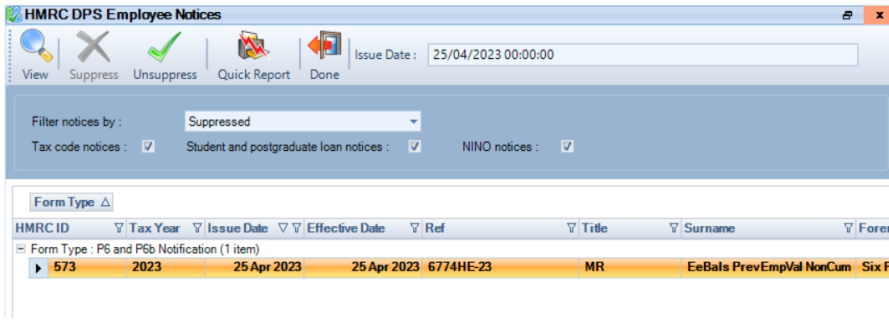 HMRC DPS Employee Notices
View Suppress Unsuppress Quick Report Done Issue Date : 25/04/2023 00:00:00
Filter notices by : Suppressed
Tax code notices : Student and postgraduate loan notices : NINO notices :
Form Type
HMRC ID Tax Year Issue Date Effective Date Ref Title Surname Forer
Form Type : P6 and P6b Notification (1 item)
573 2023 25 Apr 2023 25 Apr 2023 6774HE-23 MR EeBals PrevEmpVal NonCum Six F